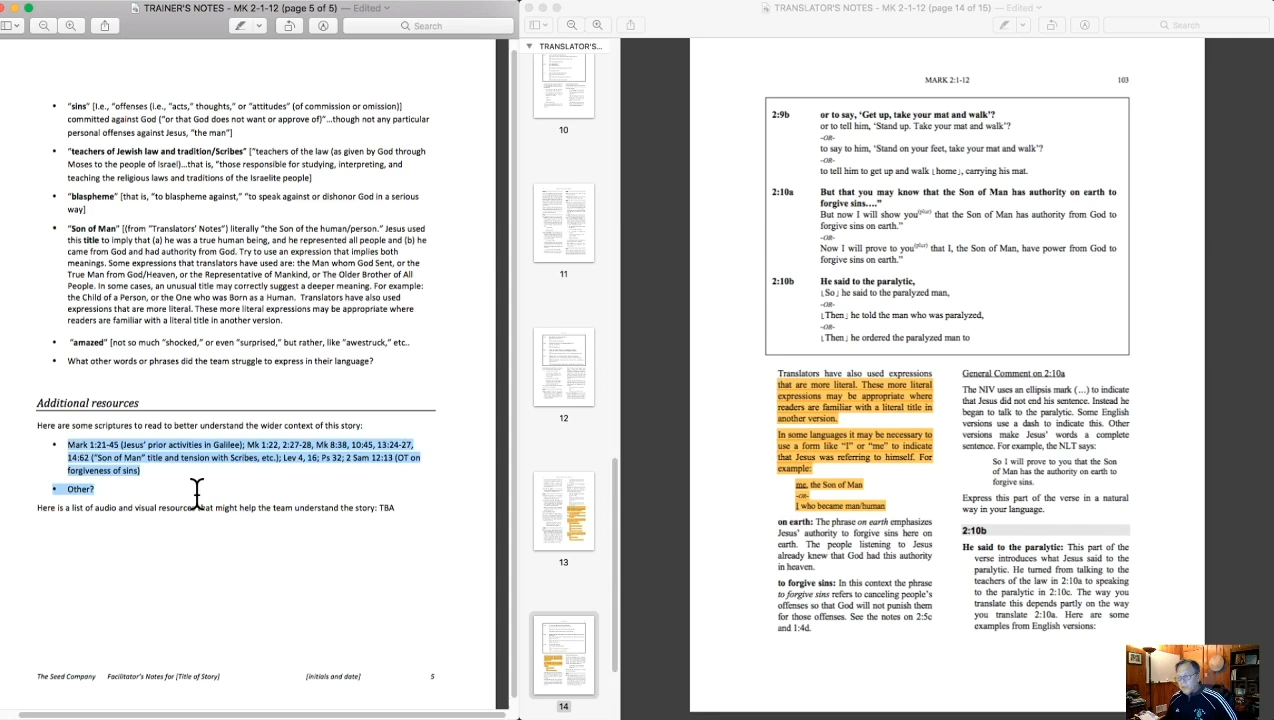 TRAINER'S NOTES - MK 2-1-12 (page 5 of 5) — Edited
Search
• "sins" [I.e., "offenses (i.e., "acts," thoughts," or "attitudes" (of commission or omission)]
committed against God ("or that God does not want or approve of)"...though not any particular
personal offenses against Jesus, "the man"]
• "teachers of Jewish law and tradition/Scribes" ["teachers of the law (as given by God through
Moses to the people of Israel)...that is, "those responsible for studying, interpreting, and
teaching the religious laws and traditions of the Israelite people]
• "blaspheme" [that is, "to blaspheme against," "to speak against or dishonor God in a serious
way]
• "Son of Man" [(from "Translators' Notes") literally "the Son of the human/person." Jesus used
this title to imply that (a) he was a true human being, and he represented all people and (b) he
came from God and had authority from God. Try to use an expression that implies both
meanings. Some expressions that translators have used are: the Man whom God Sent, or the
True Man from God/Heaven, or the Representative of Mankind, or The Older Brother of All
People. In some cases, an unusual title may correctly suggest a deeper meaning. For example:
the Child of a Person, or the One who was Born as a Human. Translators have also used
expressions that are more literal. These more literal expressions may be appropriate where
readers are familiar with a literal title in another version.
• "amazed" [not so much "shocked," or even "surprised," but rather, like "awestruck," etc..
• What other words or phrases did the team struggle to express in their language?
Additional resources
Here are some scriptures to read to better understand the wider context of this story:
• Mark 1:21-45 (Jesus' prior activities in Galilee); Mk 1:22, 2:27-28, Mk 8:38, 10:45, 13:24-27,
14:62 ("Son of Man" title and tension with Scribes, etc.); Lev 4, 16; Ps 32; 2 Sam 12:13 (OT on
forgiveness of sins)
• Other?
Here is a list of audio and visual resources that might help the team understand the story: TBA
The Seed Company Facilitator's Notes for [Title of Story] [initials and date] 5
TRANSLATOR'S NOTES - MK 2-1-12 (page 14 of 15) — Edited
Search
TRANSLATOR'S...
10
11
12
13
14
MARK 2:1-12 103
2:9b or to say, 'Get up, take your mat and walk'?
or to tell him, 'Stand up. Take your mat and walk'?
-OR-
to say to him, 'Stand on your feet, take your mat and walk'?
-OR-
to tell him to get up and walk ⌊home⌋, carrying his mat.
2:10a But that you may know that the Son of Man has authority on earth to
forgive sins...."
But now I will show you(plur) that the Son of Man has authority from God to
forgive sins on earth."
-OR-
Now I will prove to you(plur) that I, the Son of Man, have power from God to
forgive sins on earth."
2:10b He said to the paralytic,
⌊So⌋ he said to the paralyzed man,
-OR-
⌊Then⌋ he told the man who was paralyzed,
-OR-
⌊Then⌋ he ordered the paralyzed man to
Translators have also used expressions
that are more literal. These more literal
expressions may be appropriate where
readers are familiar with a literal title in
another version.
In some languages it may be necessary to
use a form like "I" or "me" to indicate
that Jesus was referring to himself. For
example:
me, the Son of Man
-OR-
I who became man/human
on earth: The phrase on earth emphasizes
Jesus' authority to forgive sins here on
earth. The people listening to Jesus
already knew that God had this authority
in heaven.
to forgive sins: In this context the phrase
to forgive sins refers to canceling people's
offenses so that God will not punish them
for those offenses. See the notes on 2:5c
and 1:4d.
General Comment on 2:10a
The NIV uses an ellipsis mark (...) to indicate
that Jesus did not end his sentence. Instead he
began to talk to the paralytic. Some English
versions use a dash to indicate this. Other
versions make Jesus' words a complete
sentence. For example, the NLT says:
So I will prove to you that the Son
of Man has the authority on earth to
forgive sins.
Express this part of the verse in a natural
way in your language.
2:10b
He said to the paralytic: This part of the
verse introduces what Jesus said to the
paralytic. He turned from talking to the
teachers of the law in 2:10a to speaking
to the paralytic in 2:10c. The way you
translate this depends partly on the way
you translate 2:10a. Here are some
examples from English versions: